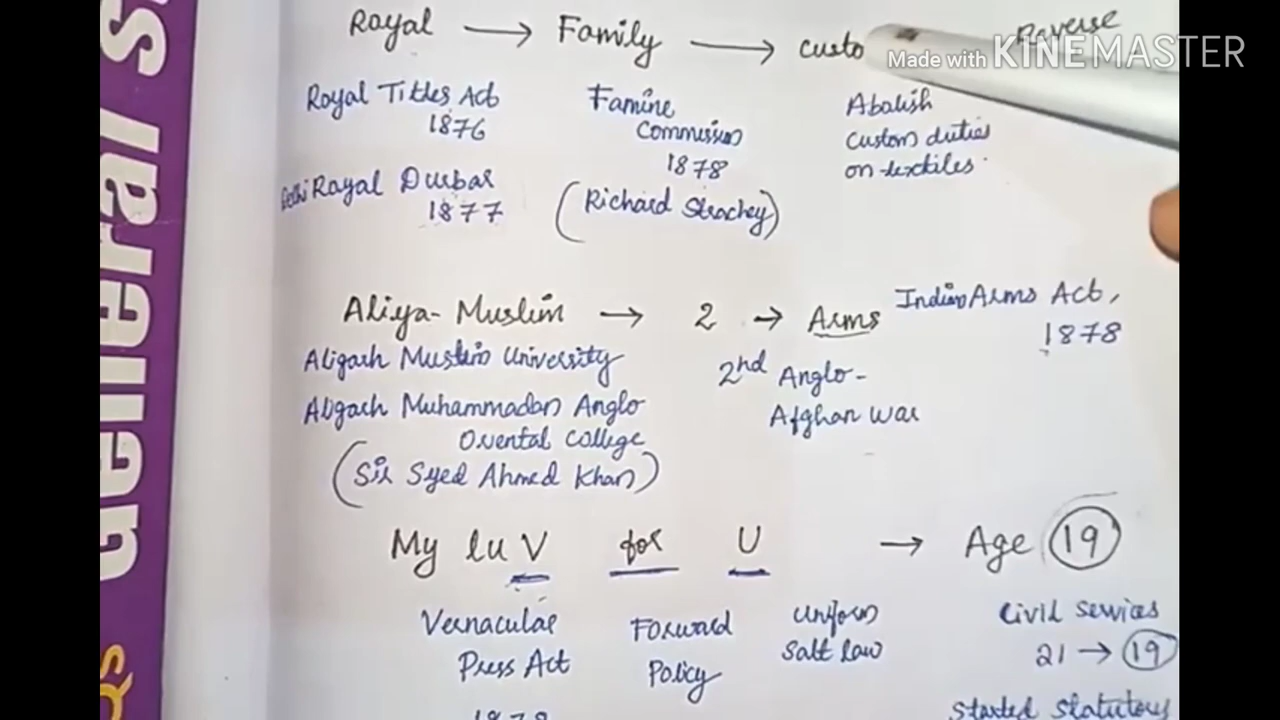 Royal → Family → custo Reverse
Made with KINEMASTER
Royal Titles Act
1876
Famine
Commission
1878
Abolish
custom duties
on textiles.
Delhi Royal Durbar
1877
(Richard Strachey)
Aliya- Muslim → 2 → Arms
Indian Arms Act,
1878
Aligarh Muslim University
2nd Anglo-
Afghan War
Aligarh Muhammadan Anglo
Oriental College
(Sir Syed Ahmed Khan)
My lu V for U → Age 19
Vernacular
Press Act
1878
Forward
Policy
Uniform
Salt law
Civil Services
21 → 19
Started Statutory
General S